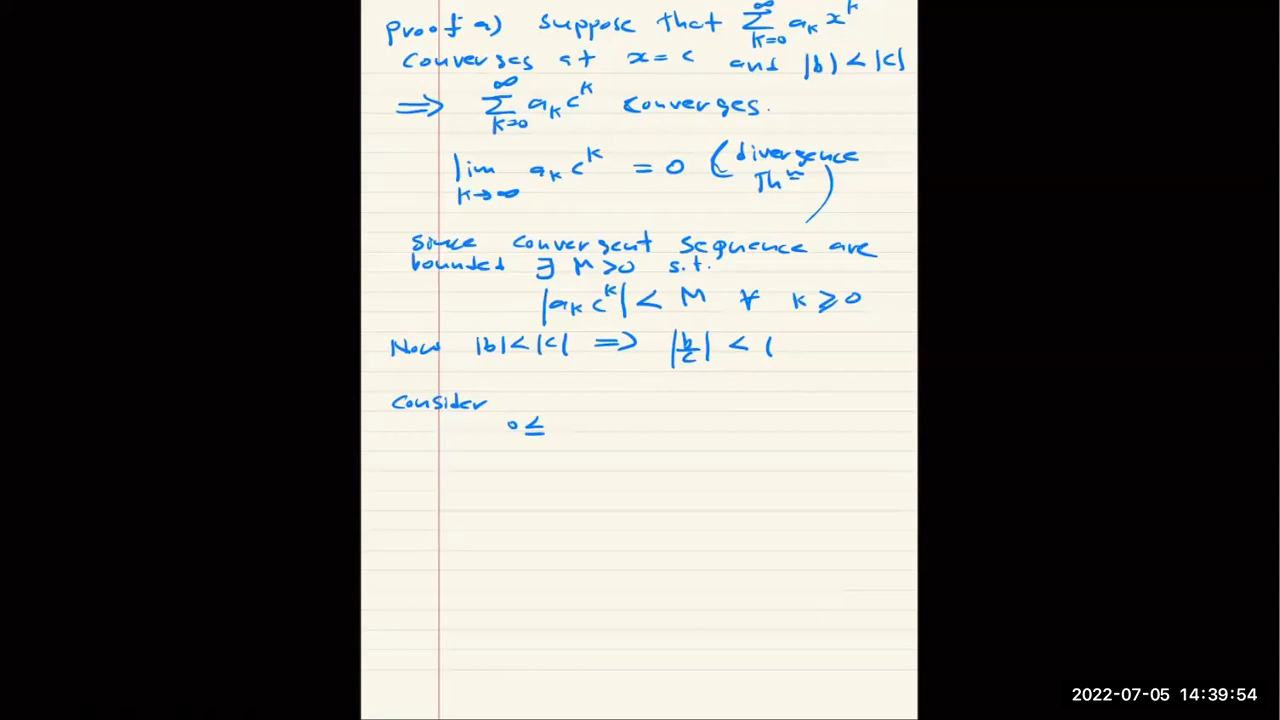 Proof a) suppose that ∑_{k=0}^{∞} a_k x^k
converges at x = c and |b| < |c|
⟹ ∑_{k=0}^{∞} a_k c^k converges.
lim_{k→∞} a_k c^k = 0 (divergence Thm)
since convergent sequence are
bounded ∃ M > 0 s.t.
|a_k c^k| < M ∀ k ⩾ 0
Now |b| < |c| ⟹ |b/c| < 1
Consider
0 ≤
2022-07-05 14:39:54